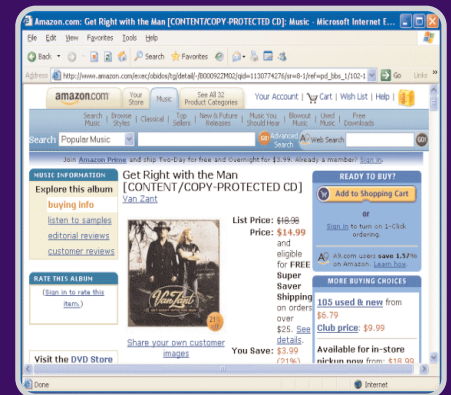 Amazon.com: Get Right with the Man [CONTENT/COPY-PROTECTED CD]: Music - Microsoft Internet E...
File Edit View Favorites Tools Help
Back Search Favorites
Address http://www.amazon.com/exec/obidos/tg/detail/-/B00092ZM02/qid=1130774276/sr=8-1/ref=pd_bbs_1/102-1 Go Links »
amazon.com Your Store Music See All 32 Product Categories Your Account | Cart | Wish List | Help |
Search Music | Browse Styles | Classical | Top Sellers | New & Future Releases | Music You Should Hear | Blowout Music | Used Music | Free Downloads
Search Popular Music GO! Advanced Search A9 Web Search GO!
Join Amazon Prime and ship Two-Day for free and Overnight for $3.99. Already a member? Sign in.
MUSIC INFORMATION
Explore this album
buying info
listen to samples
editorial reviews
customer reviews
RATE THIS ALBUM
(Sign in to rate this
item.)
Visit the DVD Store
Get Right with the Man
[CONTENT/COPY-PROTECTED CD]
Van Zant
Van Zant
21%
Share your own customer
images
List Price: $18.98
Price: $14.99
and
eligible
for FREE
Super
Saver
Shipping
on orders
over
$25. See
details.
You Save: $3.99
(21%)
READY TO BUY?
Add to Shopping Cart
or
Sign in to turn on 1-Click
ordering.
A9.com users save 1.57%
on Amazon. Learn how.
MORE BUYING CHOICES
105 used & new from
$6.79
Club price: $9.99
Available for in-store
pickup now from: $18.99
Done Internet